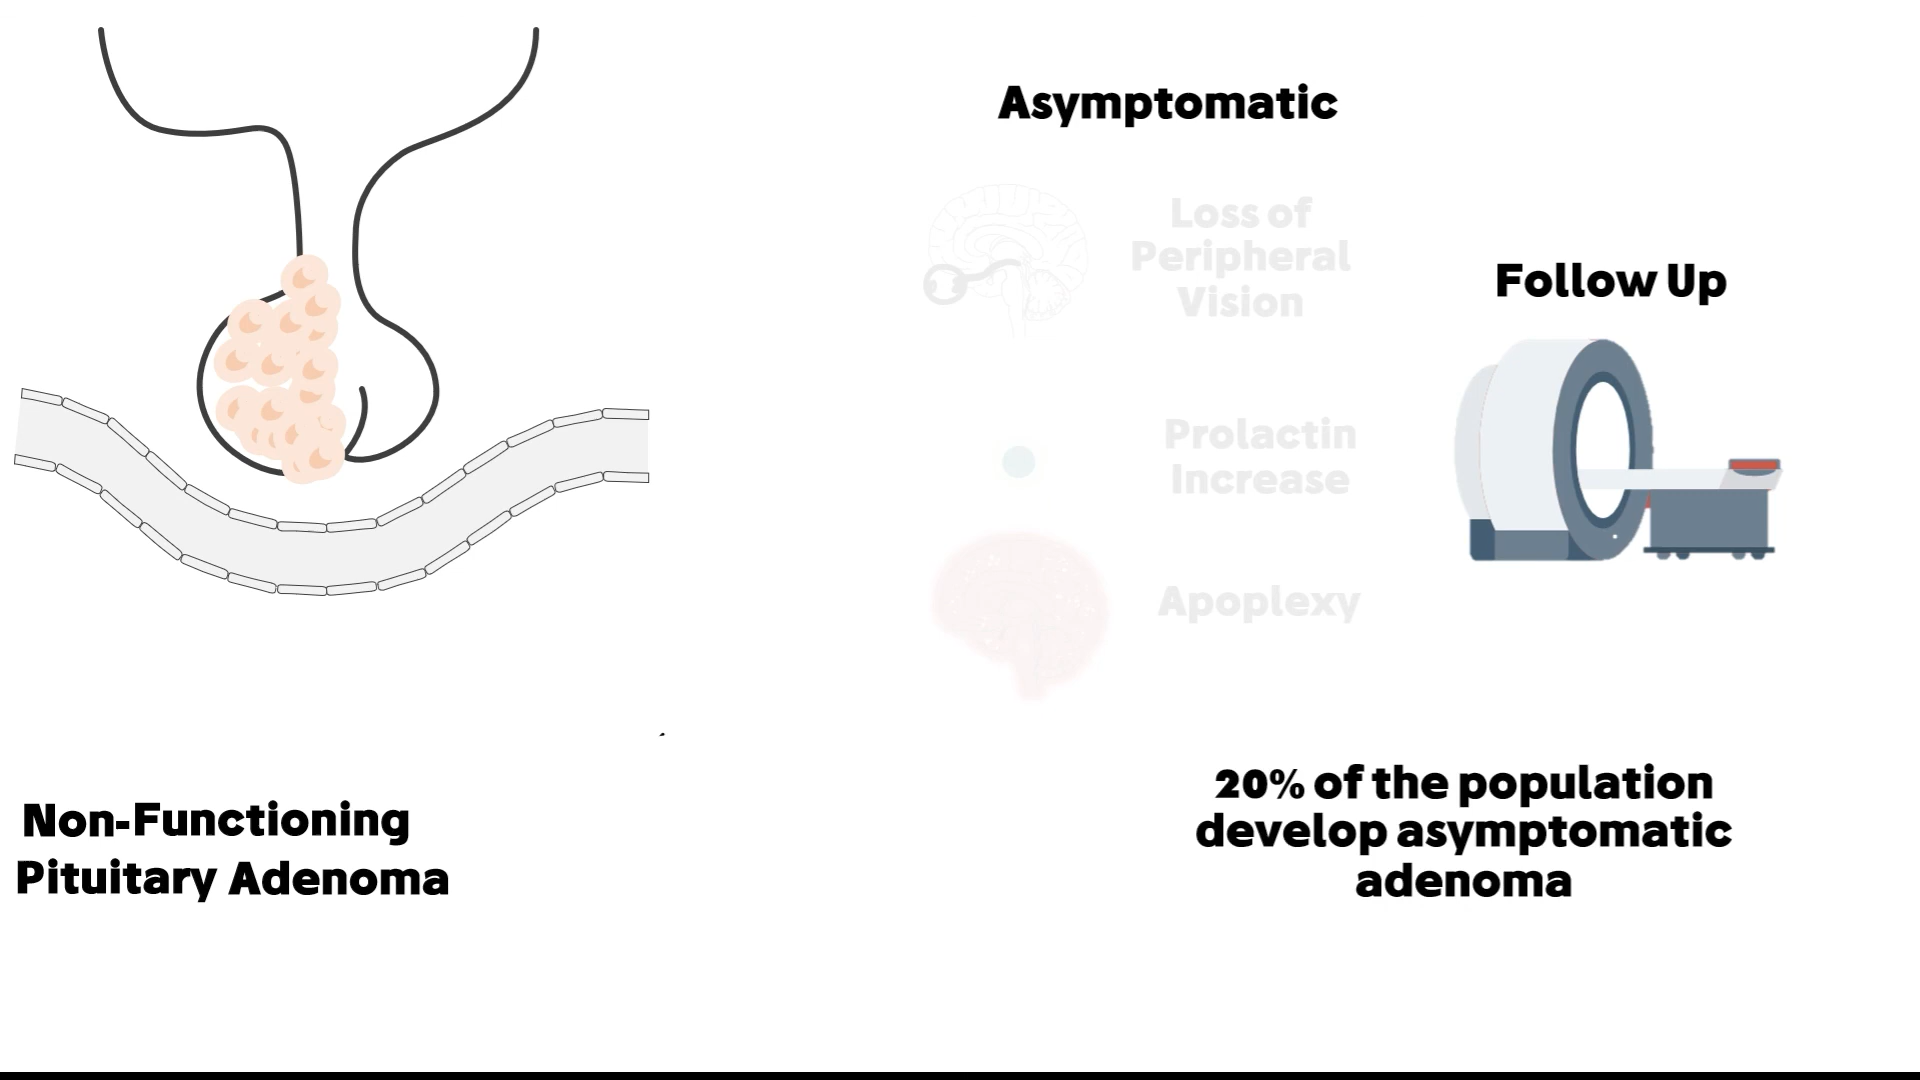 Asymptomatic
Loss of
Peripheral
Vision
Follow Up
Prolactin
Increase
Apoplexy
Non-Functioning
Pituitary Adenoma
20% of the population
develop asymptomatic
adenoma